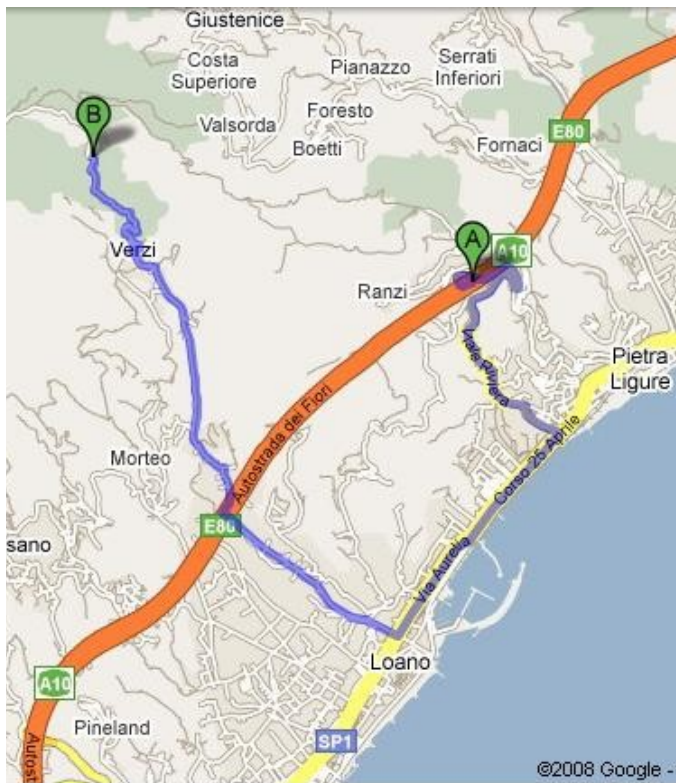 Giustenice
Costa
Superiore
Pianazzo
Serrati
Inferiori
B
Foresto
Valsorda
Boetti
Fornaci
E80
A
A10
Verzi
Ranzi
Viale Riviera
Pietra
Ligure
Autostrada dei Fiori
Corso 25 Aprile
Morteo
E80
sano
Via Aurelia
Loano
A10
Pineland
SP1
Autost
©2008 Google -